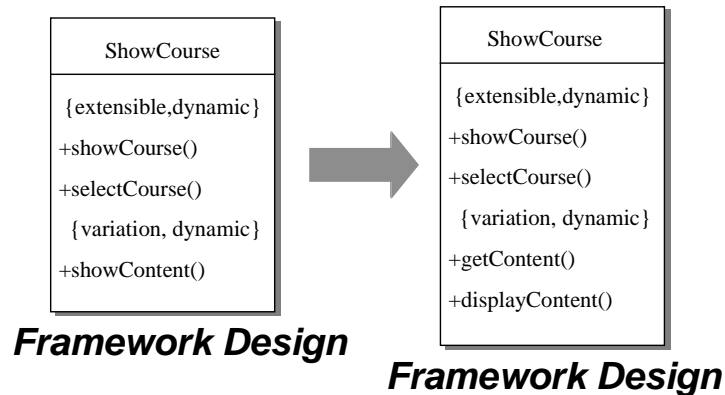 ShowCourse
{extensible,dynamic}
+showCourse()
+selectCourse()
{variation, dynamic}
+showContent()
Framework Design
ShowCourse
{extensible,dynamic}
+showCourse()
+selectCourse()
{variation, dynamic}
+getContent()
+displayContent()
Framework Design